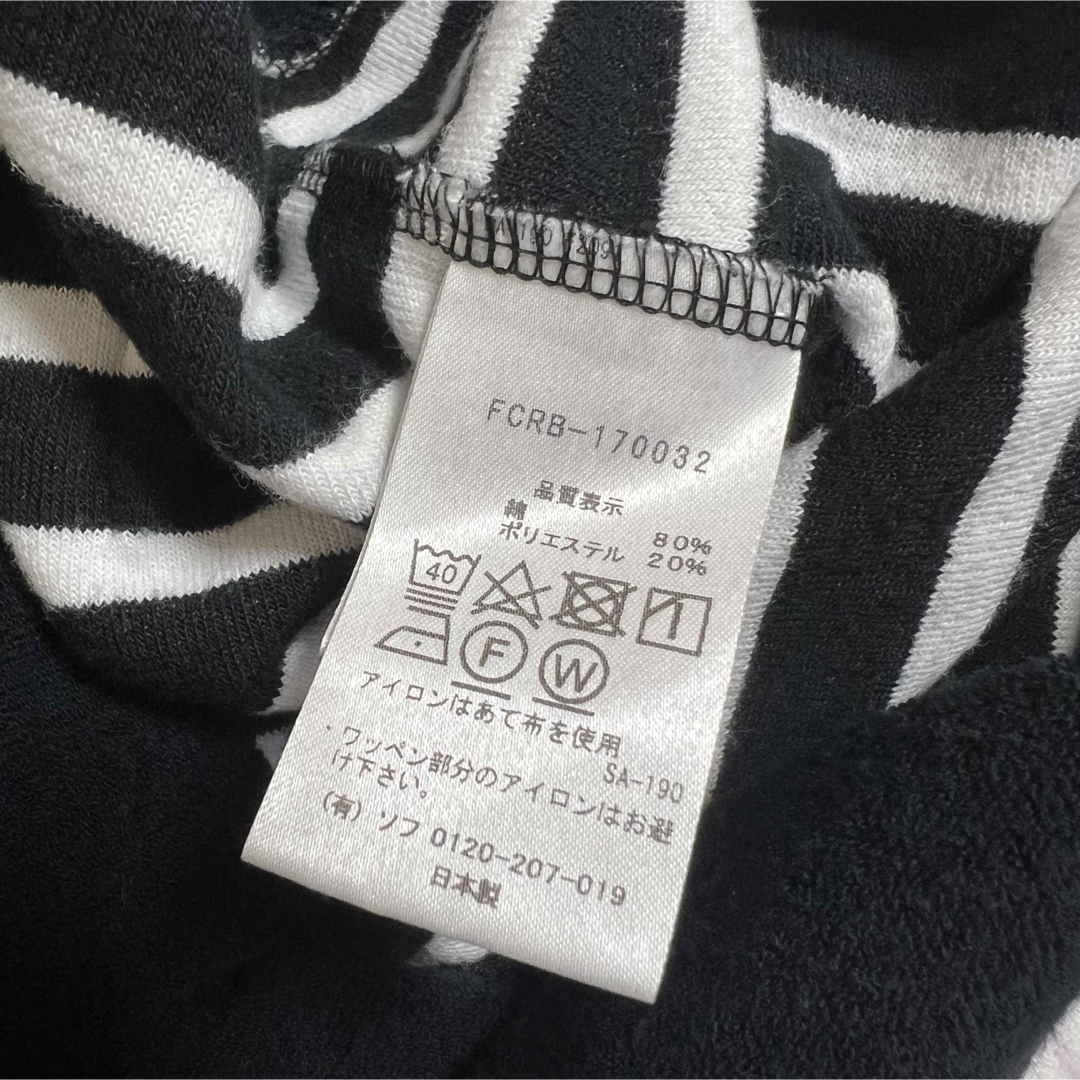 FCRB-170032
品質表示
綿 80%
ポリエステル 20%
40
F W
アイロンはあて布を使用
SA-190
・ワッペン部分のアイロンはお避
け下さい。
(有)ソフ 0120-207-019
日本製